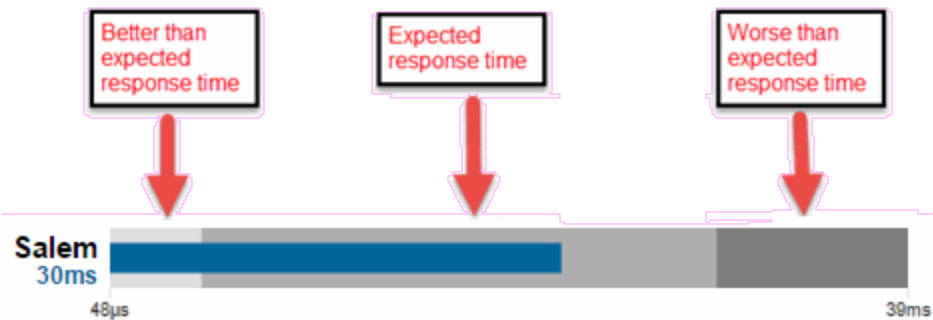 Better than
expected
response time
Expected
response time
Worse than
expected
response time
Salem
30ms
48µs
39ms